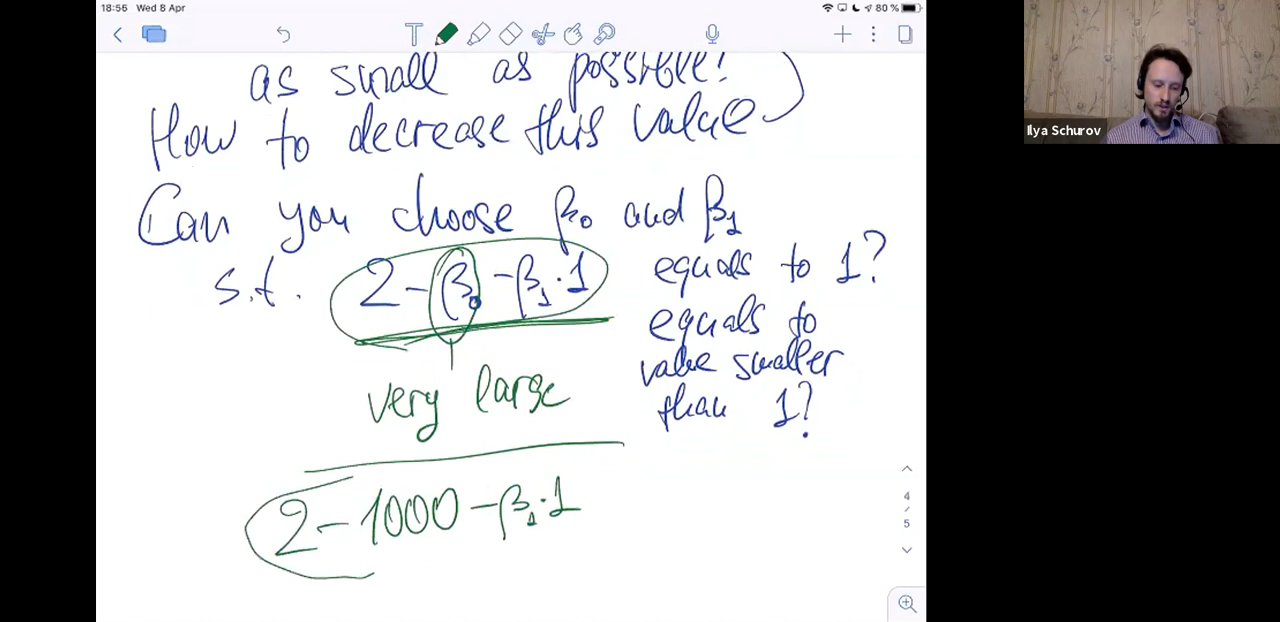 18:56 Wed 8 Apr
80 %
T
as small as possible?
How to decrease this value
Can you choose β0 and β1
s.t. 2 - β0 - β1 · 1 equals to 1?
equals to
value smaller
than 1?
very large
2 - 1000 - β1 · 1
4
/
5
Ilya Schurov